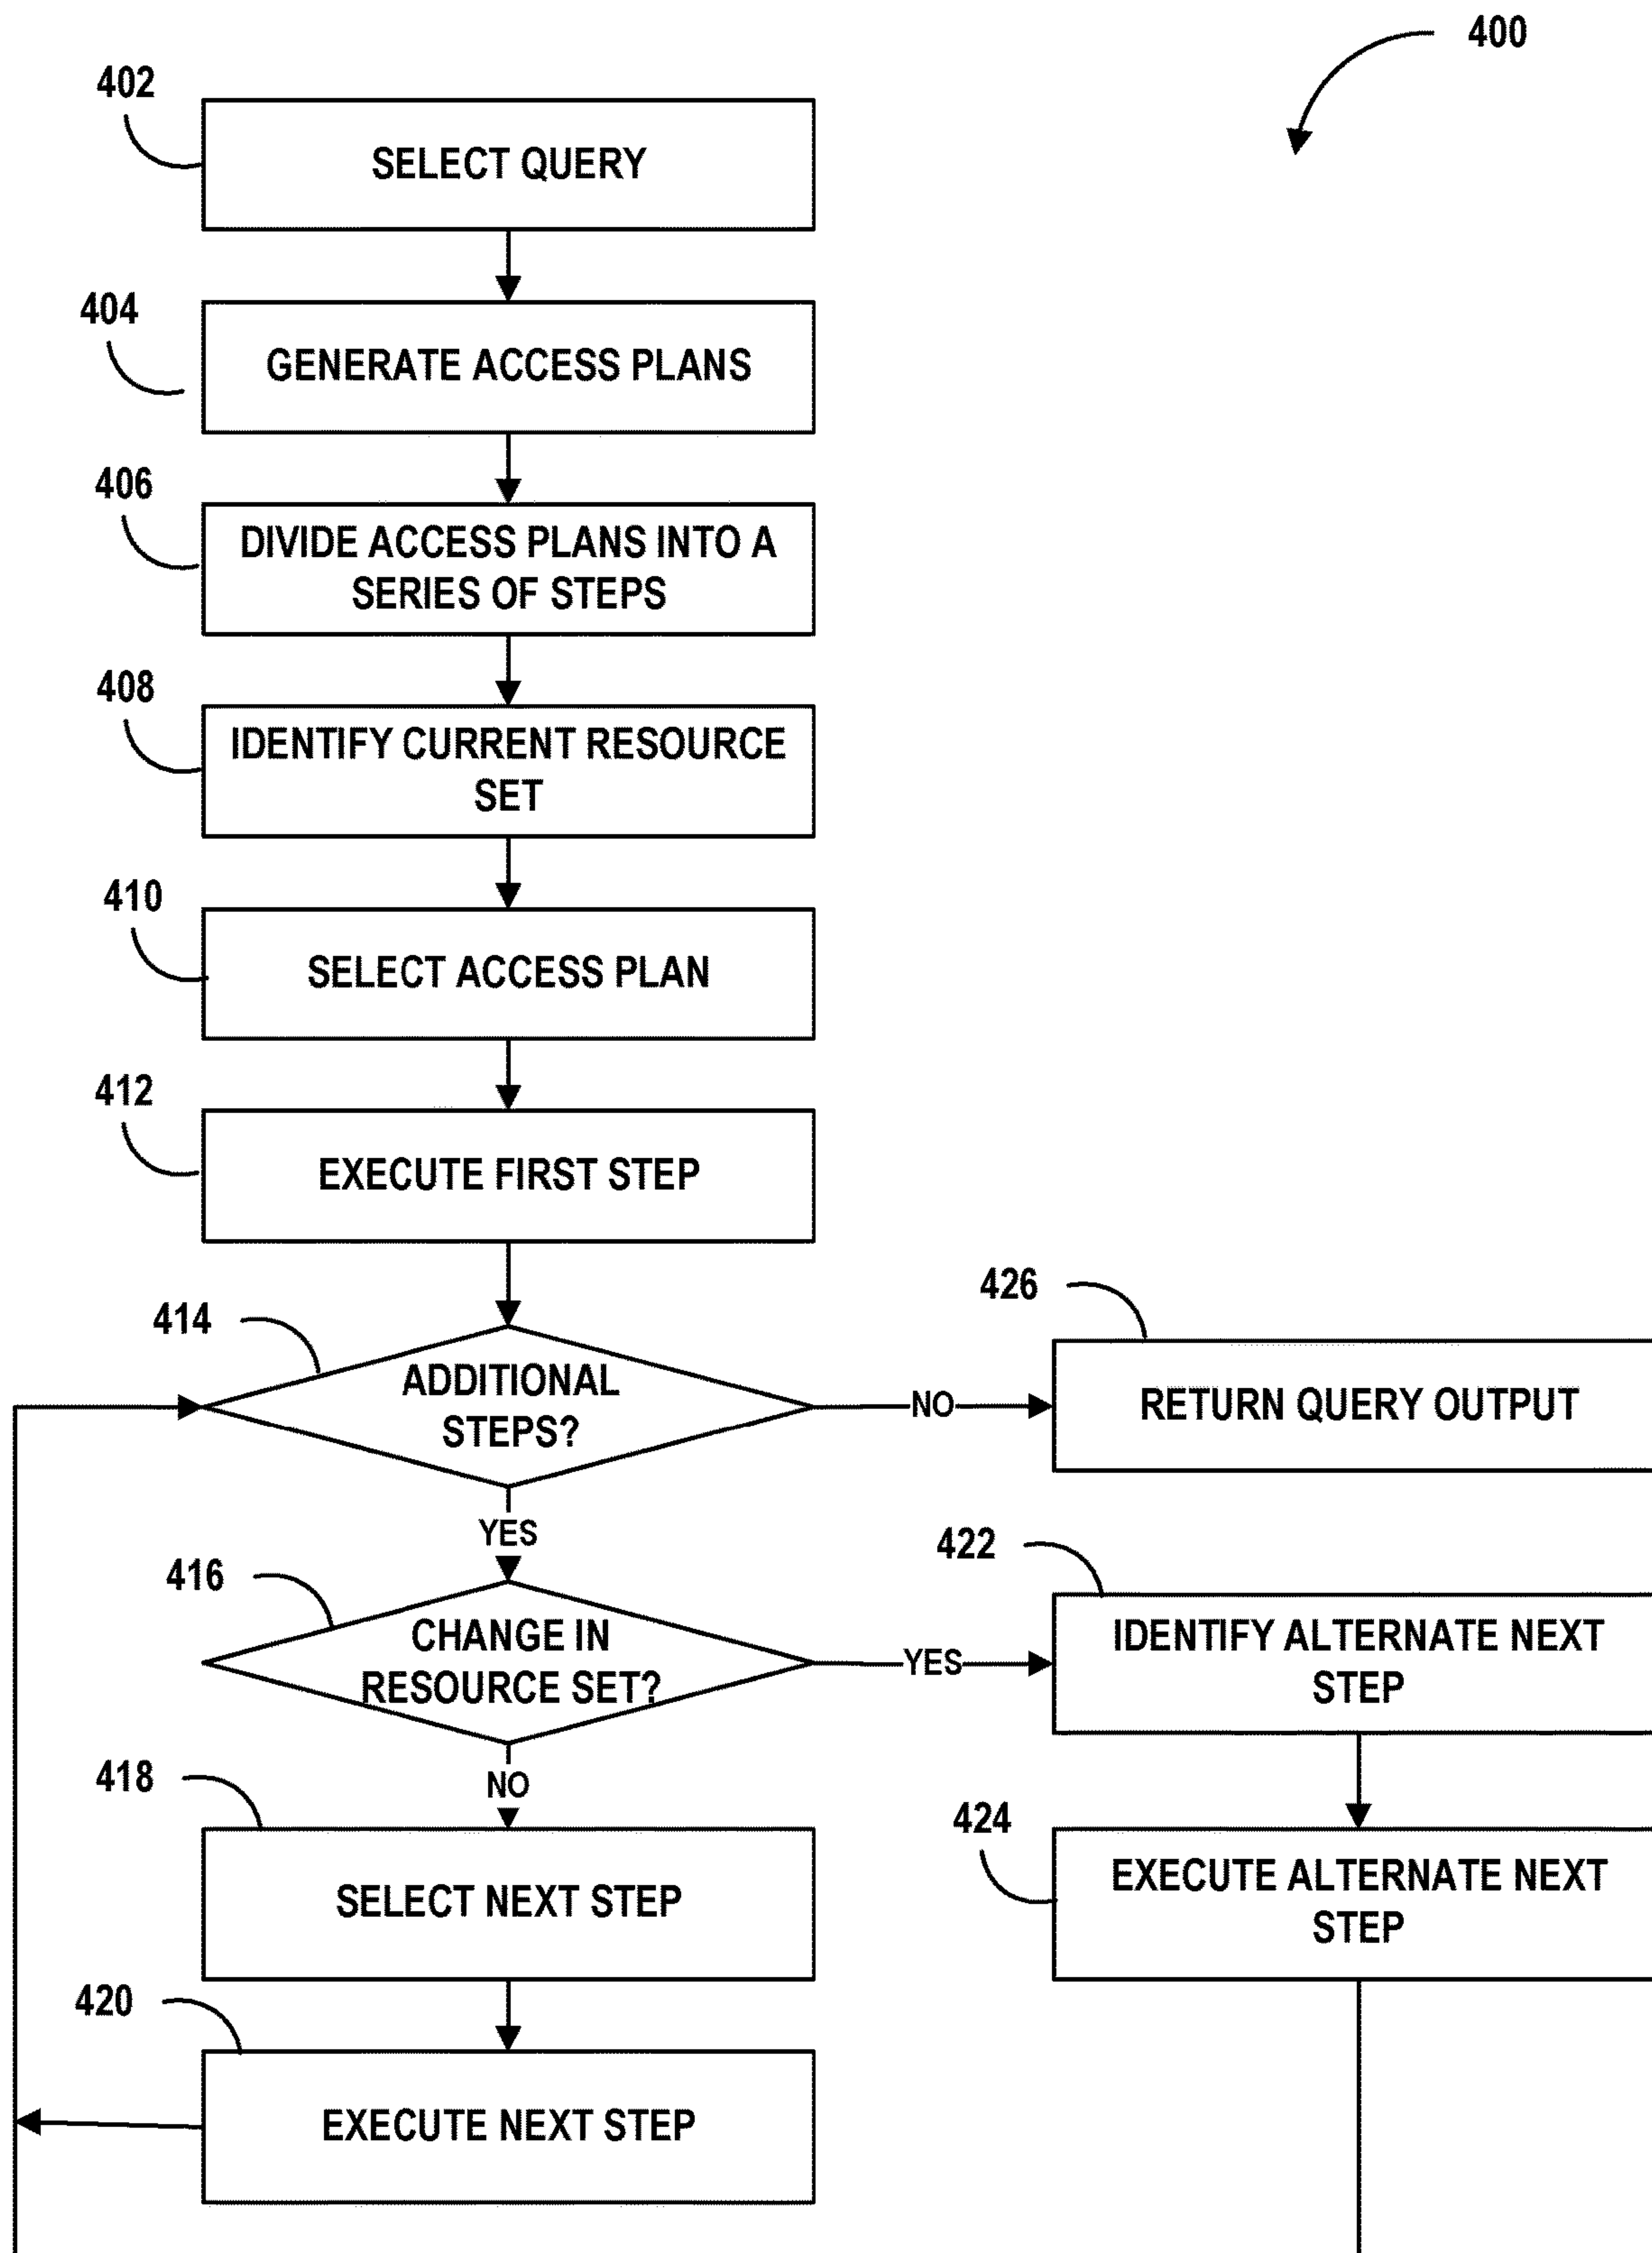 400
402
SELECT QUERY
404
GENERATE ACCESS PLANS
406
DIVIDE ACCESS PLANS INTO A
SERIES OF STEPS
408
IDENTIFY CURRENT RESOURCE
SET
410
SELECT ACCESS PLAN
412
EXECUTE FIRST STEP
414
ADDITIONAL
STEPS?
NO
426
RETURN QUERY OUTPUT
YES
416
CHANGE IN
RESOURCE SET?
YES
422
IDENTIFY ALTERNATE NEXT
STEP
NO
418
SELECT NEXT STEP
424
EXECUTE ALTERNATE NEXT
STEP
420
EXECUTE NEXT STEP